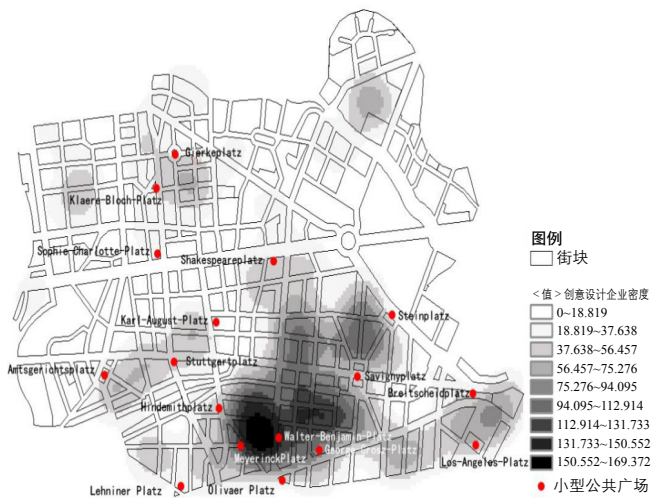 Gierkeplatz
Klaere-Bloch-Platz
Sophie Charlotte-Platz
Shakespeareplatz
Karl-August-Platz
Steinplatz
Amtsgerichtsplatz
Stuttgartplatz
Savignyplatz
Breitscheidplatz
Hindemithplatz
Walter-Benjamin-Platz
George-Grosz-Platz
MeyerinckPlatz
Los-Angeles-Platz
Lehniner Platz
Olivaer Platz
图例
街块
<值>创意设计企业密度
0~18.819
18.819~37.638
37.638~56.457
56.457~75.276
75.276~94.095
94.095~112.914
112.914~131.733
131.733~150.552
150.552~169.372
小型公共广场